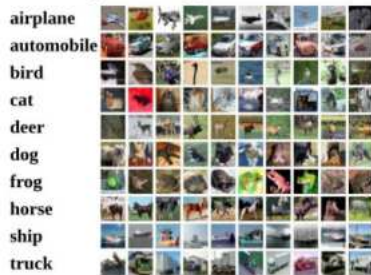 airplane
automobile
bird
cat
deer
dog
frog
horse
ship
truck